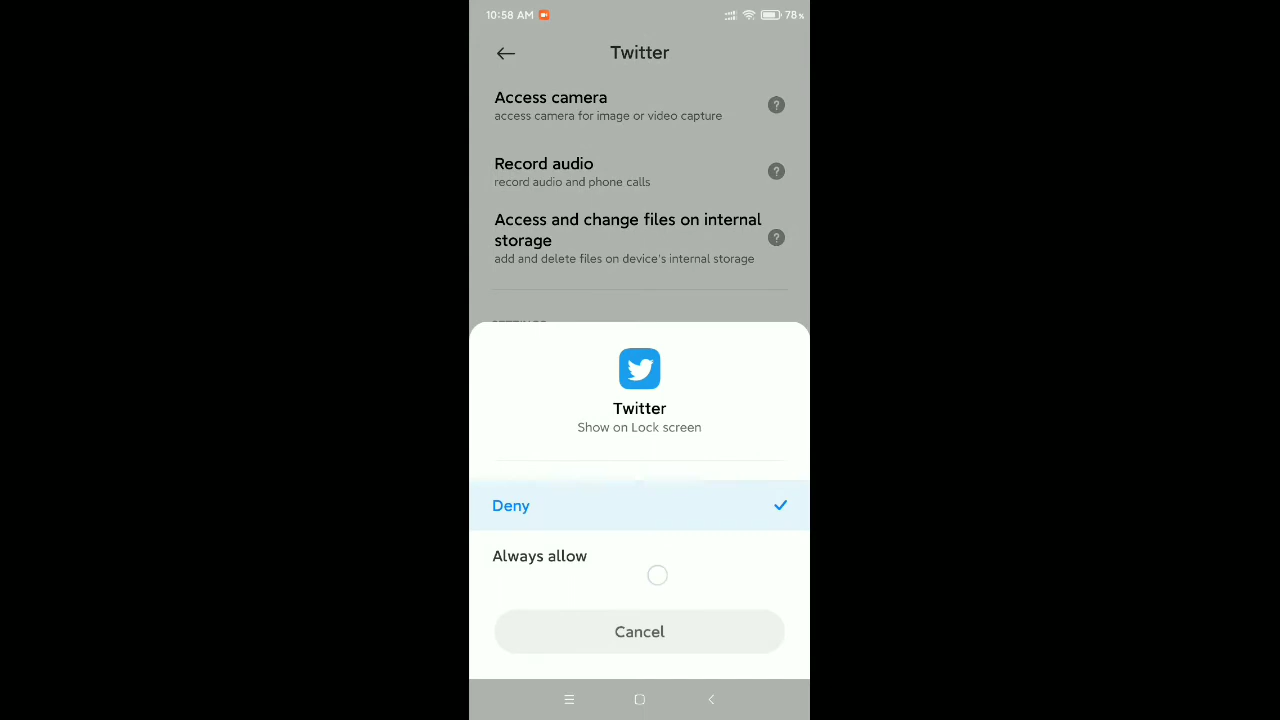 10:58 AM
78%
Twitter
Access camera
access camera for image or video capture
?
Record audio
record audio and phone calls
?
Access and change files on internal
storage
add and delete files on device's internal storage
?
Twitter
Show on Lock screen
Deny
Always allow
Cancel